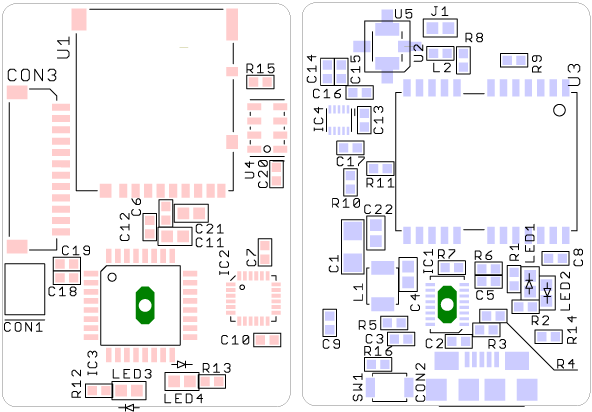 U1
CON3
R15
U4
C20
C6
C12
C21
C11
IC2
C7
C19
C18
CON1
IC3
C10
R12
LED3
LED4
R13
U5
J1
U2
L2
R8
R9
U3
C14
C15
C16
IC4
C13
C17
R11
R10
C22
C1
L1
C4
IC1
R7
R6
C5
R1
LED1
C8
LED2
R2
R14
C9
R5
C3
C2
R3
R16
R4
SW1
CON2